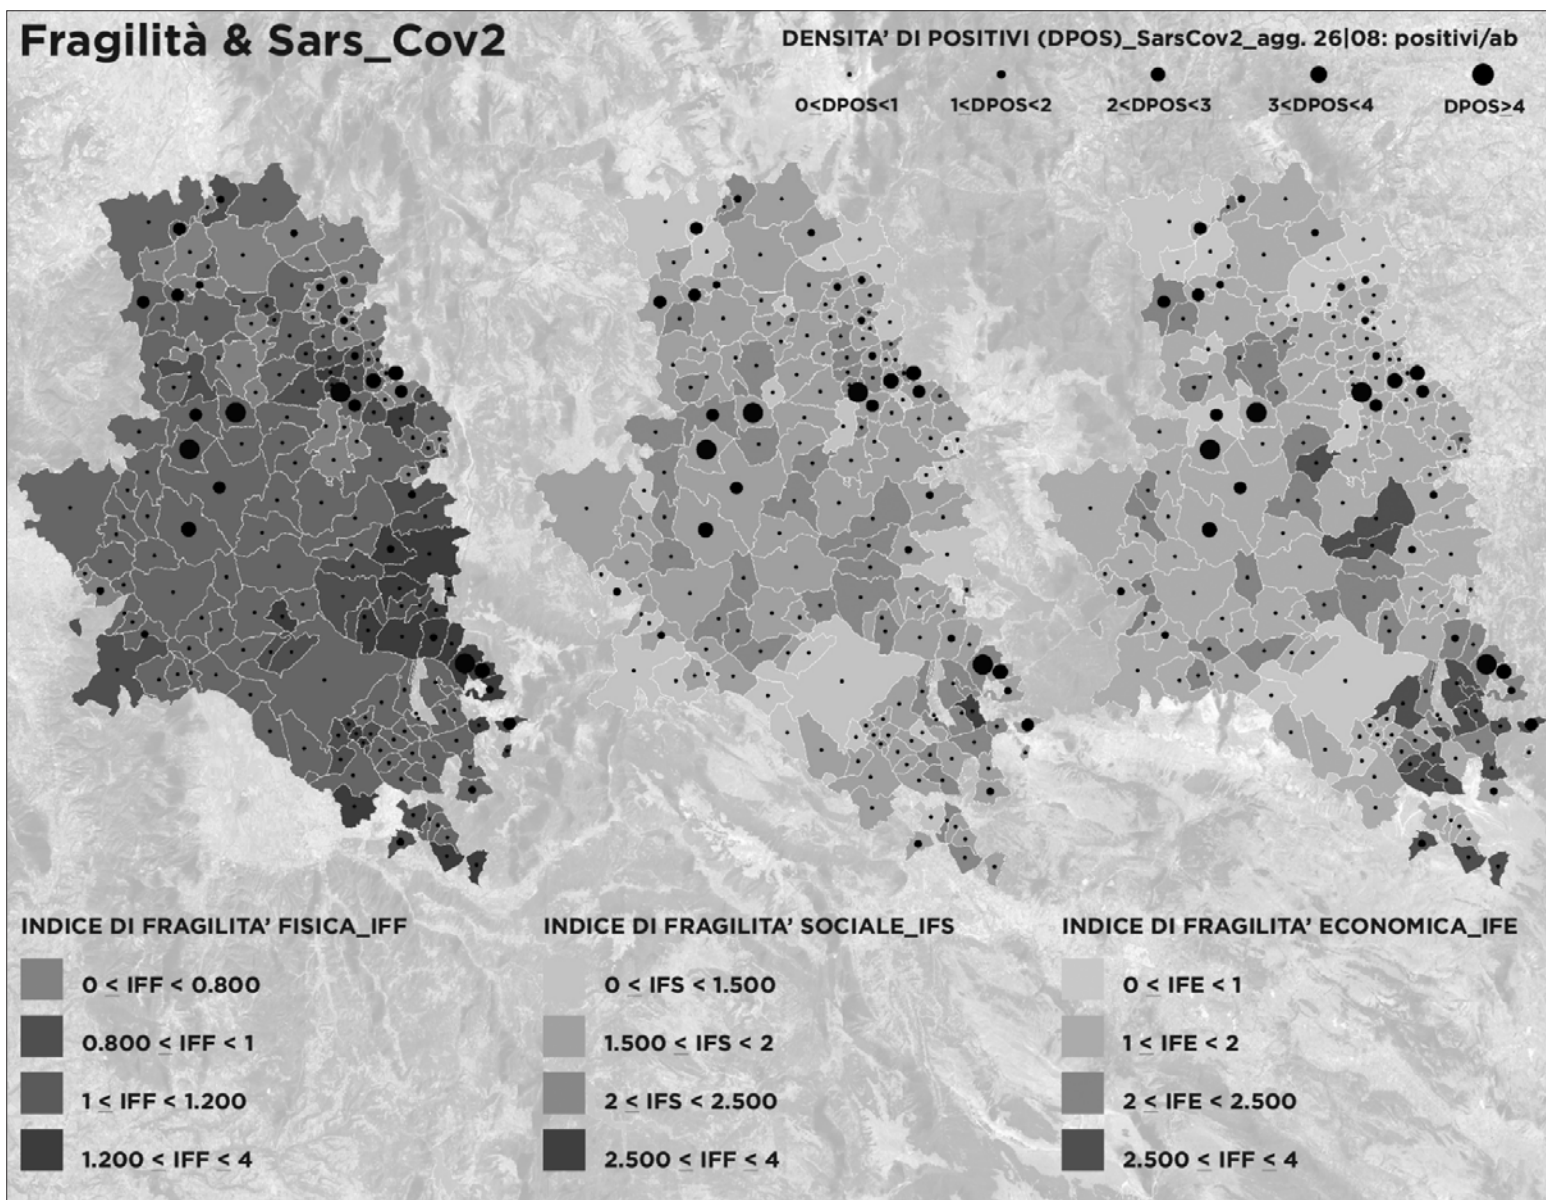 Fragilità & Sars_Cov2
DENSITA' DI POSITIVI (DPOS)_SarsCov2_agg. 26|08: positivi/ab
0≤DPOS<1
1≤DPOS<2
2≤DPOS<3
3≤DPOS<4
DPOS≥4
INDICE DI FRAGILITA' FISICA_IFF
0 ≤ IFF < 0.800
0.800 ≤ IFF < 1
1 ≤ IFF < 1.200
1.200 ≤ IFF ≤ 4
INDICE DI FRAGILITA' SOCIALE_IFS
0 ≤ IFS < 1.500
1.500 ≤ IFS < 2
2 ≤ IFS < 2.500
2.500 ≤ IFF ≤ 4
INDICE DI FRAGILITA' ECONOMICA_IFE
0 ≤ IFE < 1
1 ≤ IFE < 2
2 ≤ IFE < 2.500
2.500 ≤ IFF ≤ 4